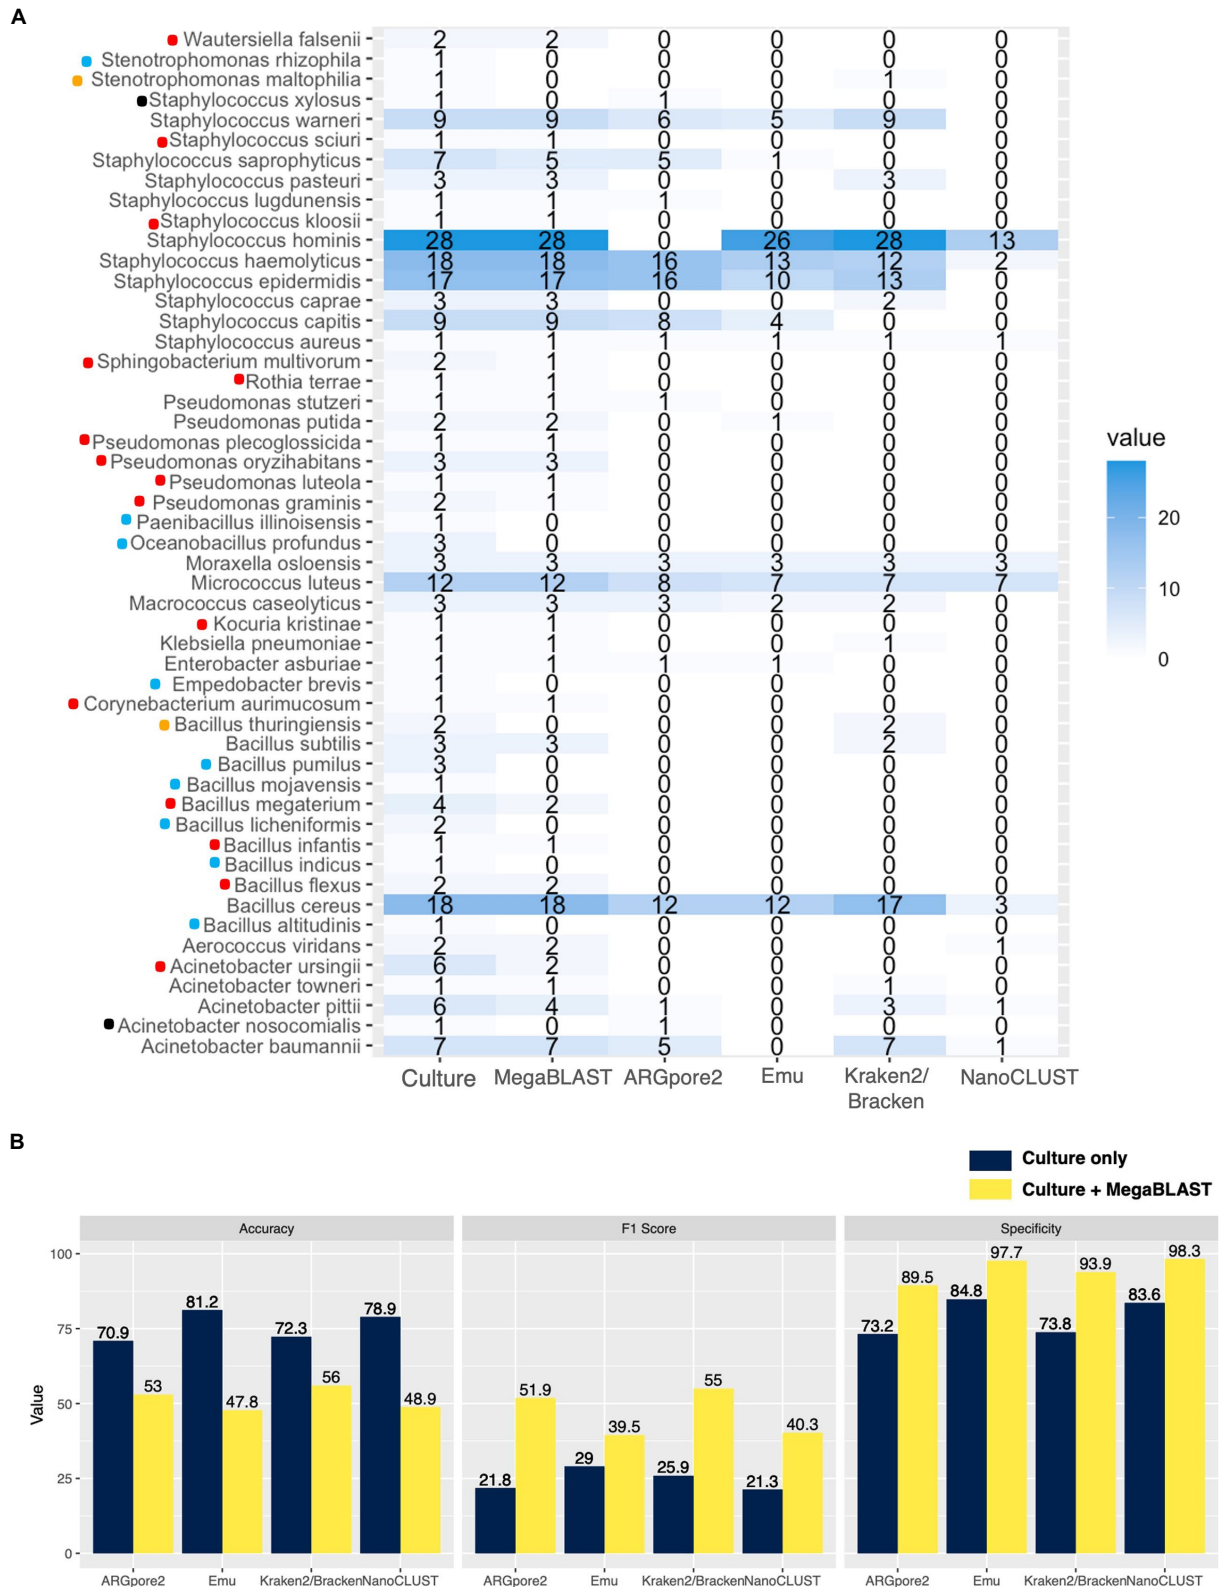 A
Wautersiella falsenii 2 2 0 0 0 0
Stenotrophomonas rhizophila 1 0 0 0 0 0
Stenotrophomonas maltophilia 1 0 0 0 1 0
Staphylococcus xylosus 1 0 1 0 0 0
Staphylococcus warneri 9 9 6 5 9 0
Staphylococcus sciuri 1 1 0 0 0 0
Staphylococcus saprophyticus 7 5 5 1 0 0
Staphylococcus pasteuri 3 3 0 0 3 0
Staphylococcus lugdunensis 1 1 1 0 0 0
Staphylococcus kloosii 1 1 0 0 0 0
Staphylococcus hominis 28 28 0 26 28 13
Staphylococcus haemolyticus 18 18 16 13 12 2
Staphylococcus epidermidis 17 17 16 10 13 0
Staphylococcus caprae 3 3 0 0 2 0
Staphylococcus capitis 9 9 8 4 0 0
Staphylococcus aureus 1 1 1 1 1 1
Sphingobacterium multivorum 2 1 0 0 0 0
Rothia terrae 1 1 0 0 0 0
Pseudomonas stutzeri 1 1 1 0 0 0
Pseudomonas putida 2 2 0 1 0 0
Pseudomonas plecoglossicida 1 1 0 0 0 0
Pseudomonas oryzihabitans 3 3 0 0 0 0
Pseudomonas luteola 1 1 0 0 0 0
Pseudomonas graminis 2 1 0 0 0 0
Paenibacillus illinoisensis 1 0 0 0 0 0
Oceanobacillus profundus 3 0 0 0 0 0
Moraxella osloensis 3 3 3 3 3 3
Micrococcus luteus 12 12 8 7 7 7
Macrococcus caseolyticus 3 3 3 2 2 0
Kocuria kristinae 1 1 0 0 0 0
Klebsiella pneumoniae 1 1 0 0 1 0
Enterobacter asburiae 1 1 1 1 0 0
Empedobacter brevis 1 0 0 0 0 0
Corynebacterium aurimucosum 1 1 0 0 0 0
Bacillus thuringiensis 2 0 0 0 2 0
Bacillus subtilis 3 3 0 0 2 0
Bacillus pumilus 3 0 0 0 0 0
Bacillus mojavensis 1 0 0 0 0 0
Bacillus megaterium 4 2 0 0 0 0
Bacillus licheniformis 2 0 0 0 0 0
Bacillus infantis 1 1 0 0 0 0
Bacillus indicus 1 0 0 0 0 0
Bacillus flexus 2 2 0 0 0 0
Bacillus cereus 18 18 12 12 17 3
Bacillus altitudinis 1 0 0 0 0 0
Aerococcus viridans 2 2 0 0 0 1
Acinetobacter ursingii 6 2 0 0 0 0
Acinetobacter towneri 1 1 0 0 1 0
Acinetobacter pittii 6 4 1 0 3 1
Acinetobacter nosocomialis 1 0 1 0 0 0
Acinetobacter baumannii 7 7 5 0 7 1
Culture MegaBLAST ARGpore2 Emu Kraken2/ NanoCLUST
Bracken
value
20
10
0
B
Culture only
Culture + MegaBLAST
Accuracy F1 Score Specificity
Value
100
75
50
25
0
70.9 53 81.2 47.8 72.3 56 78.9 48.9
21.8 51.9 29 39.5 25.9 55 21.3 40.3
73.2 89.5 84.8 97.7 73.8 93.9 83.6 98.3
ARGpore2 Emu Kraken2/Bracken NanoCLUST ARGpore2 Emu Kraken2/Bracken NanoCLUST ARGpore2 Emu Kraken2/Bracken NanoCLUST